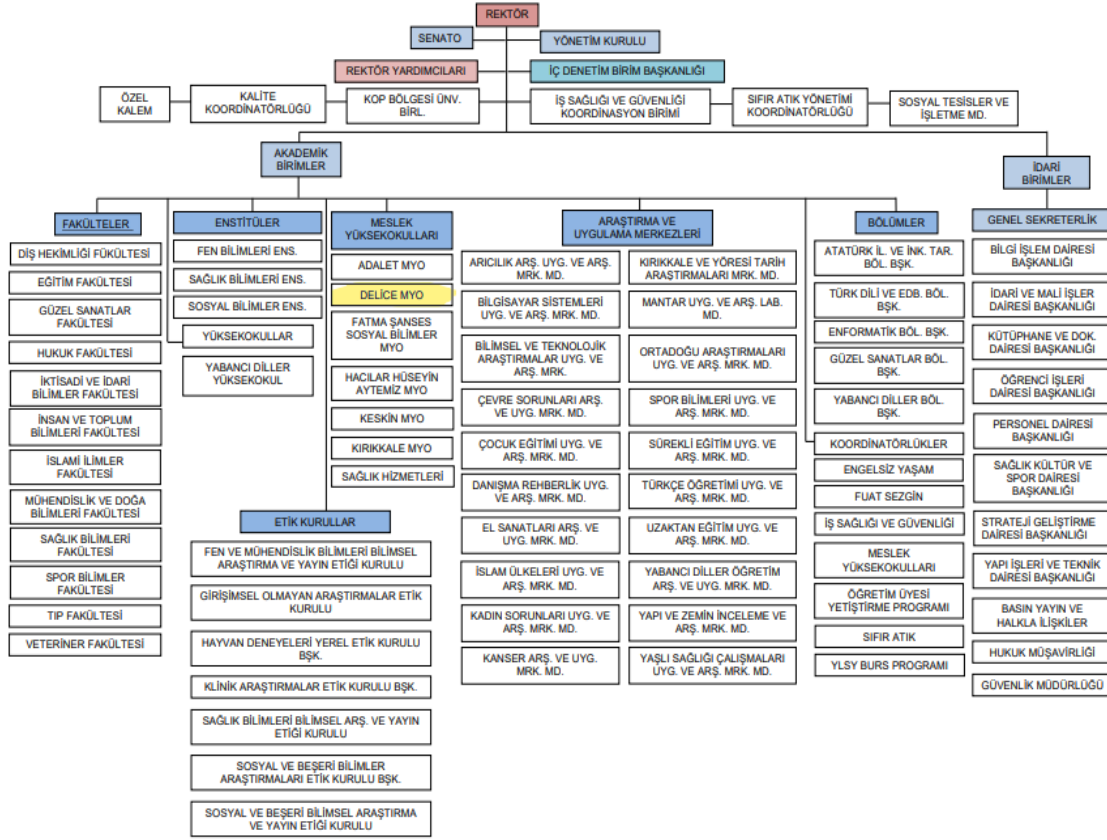 REKTÖR
SENATO
YÖNETİM KURULU
REKTÖR YARDIMCILARI
İÇ DENETİM BİRİM BAŞKANLIĞI
ÖZEL
KALEM
KALİTE
KOORDİNATÖRLÜĞÜ
KOP BÖLGESİ ÜNV.
BİRL.
İŞ SAĞLIĞI VE GÜVENLİĞİ
KOORDİNASYON BİRİMİ
SIFIR ATIK YÖNETİMİ
KOORDİNATÖRLÜĞÜ
SOSYAL TESİSLER VE
İŞLETME MD.
AKADEMİK
BİRİMLER
İDARİ
BİRİMLER
FAKÜLTELER
DİŞ HEKİMLİĞİ FÜKÜLTESİ
EĞİTİM FAKÜLTESİ
GÜZEL SANATLAR
FAKÜLTESİ
HUKUK FAKÜLTESİ
İKTİSADİ VE İDARİ
BİLİMLER FAKÜLTESİ
İNSAN VE TOPLUM
BİLİMLERİ FAKÜLTESİ
İSLAMİ İLİMLER
FAKÜLTESİ
MÜHENDİSLİK VE DOĞA
BİLİMLERİ FAKÜLTESİ
SAĞLIK BİLİMLERİ
FAKÜLTESİ
SPOR BİLİMLER
FAKÜLTESİ
TIP FAKÜLTESİ
VETERİNER FAKÜLTESİ
ENSTİTÜLER
FEN BİLİMLERİ ENS.
SAĞLIK BİLİMLERİ ENS.
SOSYAL BİLİMLER ENS.
YÜKSEKOKULLAR
YABANCI DİLLER
YÜKSEKOKUL
MESLEK
YÜKSEKOKULLARI
ADALET MYO
DELİCE MYO
FATMA ŞANSES
SOSYAL BİLİMLER
MYO
HACILAR HÜSEYİN
AYTEMİZ MYO
KESKİN MYO
KIRIKKALE MYO
SAĞLIK HİZMETLERİ
ETİK KURULLAR
FEN VE MÜHENDİSLİK BİLİMLERİ BİLİMSEL
ARAŞTIRMA VE YAYIN ETİĞİ KURULU
GİRİŞİMSEL OLMAYAN ARAŞTIRMALAR ETİK
KURULU
HAYVAN DENEYELERİ YEREL ETİK KURULU
BŞK.
KLİNİK ARAŞTIRMALAR ETİK KURULU BŞK.
SAĞLIK BİLİMLERİ BİLİMSEL ARŞ. VE YAYIN
ETİĞİ KURULU
SOSYAL VE BEŞERİ BİLİMLER
ARAŞTIRMALARI ETİK KURULU BŞK.
SOSYAL VE BEŞERİ BİLİMSEL ARAŞTIRMA
VE YAYIN ETİĞİ KURULU
ARAŞTIRMA VE
UYGULAMA MERKEZLERİ
ARICILIK ARŞ. UYG. VE ARŞ.
MRK. MD.
BİLGİSAYAR SİSTEMLERİ
UYG. VE ARŞ. MRK. MD.
BİLİMSEL VE TEKNOLOJİK
ARAŞTIRMALAR UYG. VE
ARŞ. MRK.
ÇEVRE SORUNLARI ARŞ.
VE UYG. MRK. MD.
ÇOCUK EĞİTİMİ UYG. VE
ARŞ. MRK. MD.
DANIŞMA REHBERLİK UYG.
VE ARŞ. MRK. MD.
EL SANATLARI ARŞ. VE
UYG. MRK. MD.
İSLAM ÜLKELERİ UYG. VE
ARŞ. MRK. MD.
KADIN SORUNLARI UYG. VE
ARŞ. MRK. MD.
KANSER ARŞ. VE UYG.
MRK. MD.
KIRIKKALE VE YÖRESİ TARİH
ARAŞTIRMALARI MRK. MD.
MANTAR UYG. VE ARŞ. LAB.
MD.
ORTADOĞU ARAŞTIRMALARI
UYG. VE ARŞ. MRK. MD.
SPOR BİLİMLERİ UYG. VE
ARŞ. MRK. MD.
SÜREKLİ EĞİTİM UYG. VE
ARŞ. MRK. MD.
TÜRKÇE ÖĞRETİMİ UYG. VE
ARŞ. MRK. MD.
UZAKTAN EĞİTİM UYG. VE
ARŞ. MRK. MD.
YABANCI DİLLER ÖĞRETİM
ARŞ. VE UYG. MRK. MD.
YAPI VE ZEMİN İNCELEME VE
ARŞ. MRK. MD.
YAŞLI SAĞLIĞI ÇALIŞMALARI
UYG. VE ARŞ. MRK. MD.
BÖLÜMLER
ATATÜRK İL. VE İNK. TAR.
BÖL. BŞK.
TÜRK DİLİ VE EDB. BÖL.
BŞK.
ENFORMATİK BÖL. BŞK.
GÜZEL SANATLAR BÖL.
BŞK.
YABANCI DİLLER BÖL.
BŞK.
KOORDİNATÖRLÜKLER
ENGELSİZ YAŞAM
FUAT SEZGİN
İŞ SAĞLIĞI VE GÜVENLİĞİ
MESLEK
YÜKSEKOKULLARI
ÖĞRETİM ÜYESİ
YETİŞTİRME PROGRAMI
SIFIR ATIK
YLSY BURS PROGRAMI
GENEL SEKRETERLİK
BİLGİ İŞLEM DAİRESİ
BAŞKANLIĞI
İDARİ VE MALİ İŞLER
DAİRESİ BAŞKANLIĞI
KÜTÜPHANE VE DOK.
DAİRESİ BAŞKANLIĞI
ÖĞRENCİ İŞLERİ
DAİRESİ BAŞKANLIĞI
PERSONEL DAİRESİ
BAŞKANLIĞI
SAĞLIK KÜLTÜR VE
SPOR DAİRESİ
BAŞKANLIĞI
STRATEJİ GELİŞTİRME
DAİRESİ BAŞKANLIĞI
YAPI İŞLERİ VE TEKNİK
DAİRESİ BAŞKANLIĞI
BASIN YAYIN VE
HALKLA İLİŞKİLER
HUKUK MÜŞAVİRLİĞİ
GÜVENLİK MÜDÜRLÜĞÜ